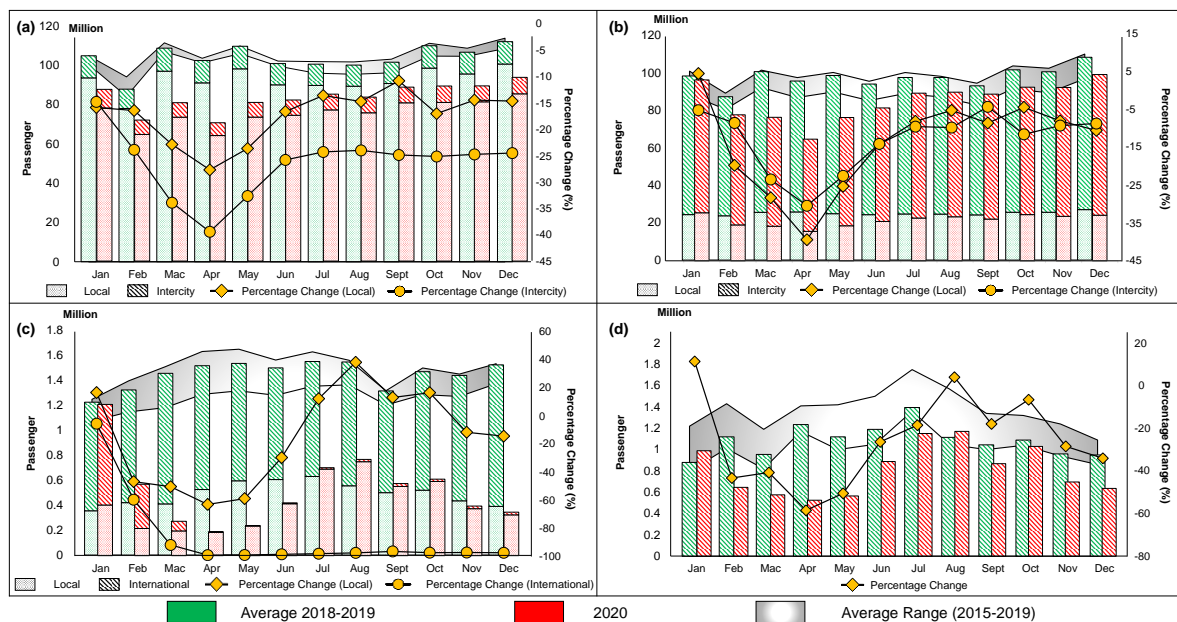 (a)
Million
120
100
80
60
40
20
0
Passenger
0
-5
-10
-15
-20
-25
-30
-35
-40
-45
Percentage Change (%)
Jan Feb Mac Apr May Jun Jul Aug Sept Oct Nov Dec
Local Intercity Percentage Change (Local) Percentage Change (Intercity)
(b)
Million
120
100
80
60
40
20
0
Passenger
15
5
-5
-15
-25
-35
-45
Percentage Change (%)
Jan Feb Mac Apr May Jun Jul Aug Sept Oct Nov Dec
Local Intercity Percentage Change (Local) Percentage Change (Intercity)
(c)
Million
1.8
1.6
1.4
1.2
1
0.8
0.6
0.4
0.2
0
Passenger
60
40
20
0
-20
-40
-60
-80
-100
Percentage Change (%)
Jan Feb Mac Apr May Jun Jul Aug Sept Oct Nov Dec
Local International Percentage Change (Local) Percentage Change (International)
(d)
Million
2
1.8
1.6
1.4
1.2
1
0.8
0.6
0.4
0.2
0
Passenger
20
0
-20
-40
-60
-80
Percentage Change (%)
Jan Feb Mac Apr May Jun Jul Aug Sept Oct Nov Dec
Percentage Change
Average 2018-2019 2020 Average Range (2015-2019)